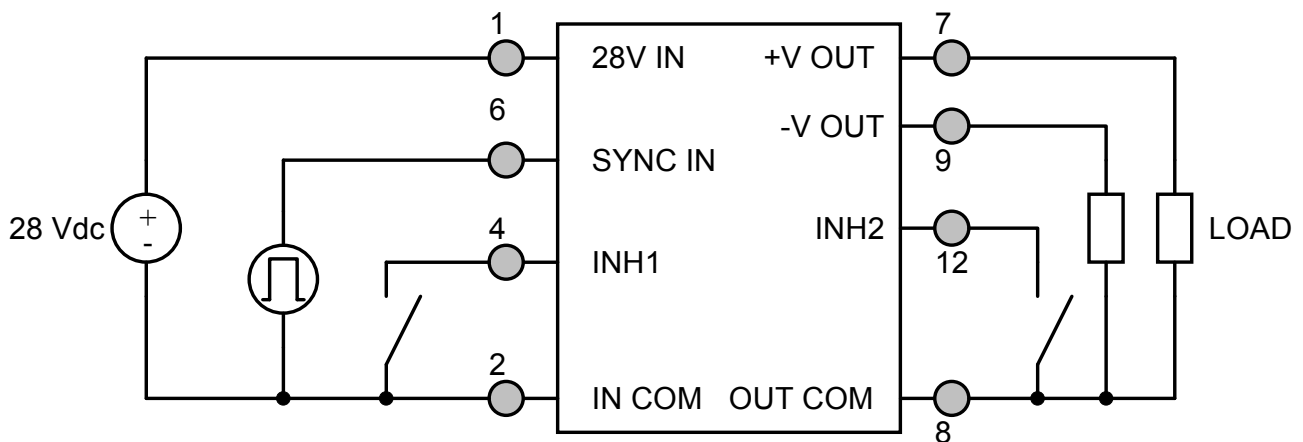 1
7
28V IN
+V OUT
6
-V OUT
9
SYNC IN
28 Vdc
+
-
4
INH1
INH2
12
LOAD
2
IN COM
OUT COM
8